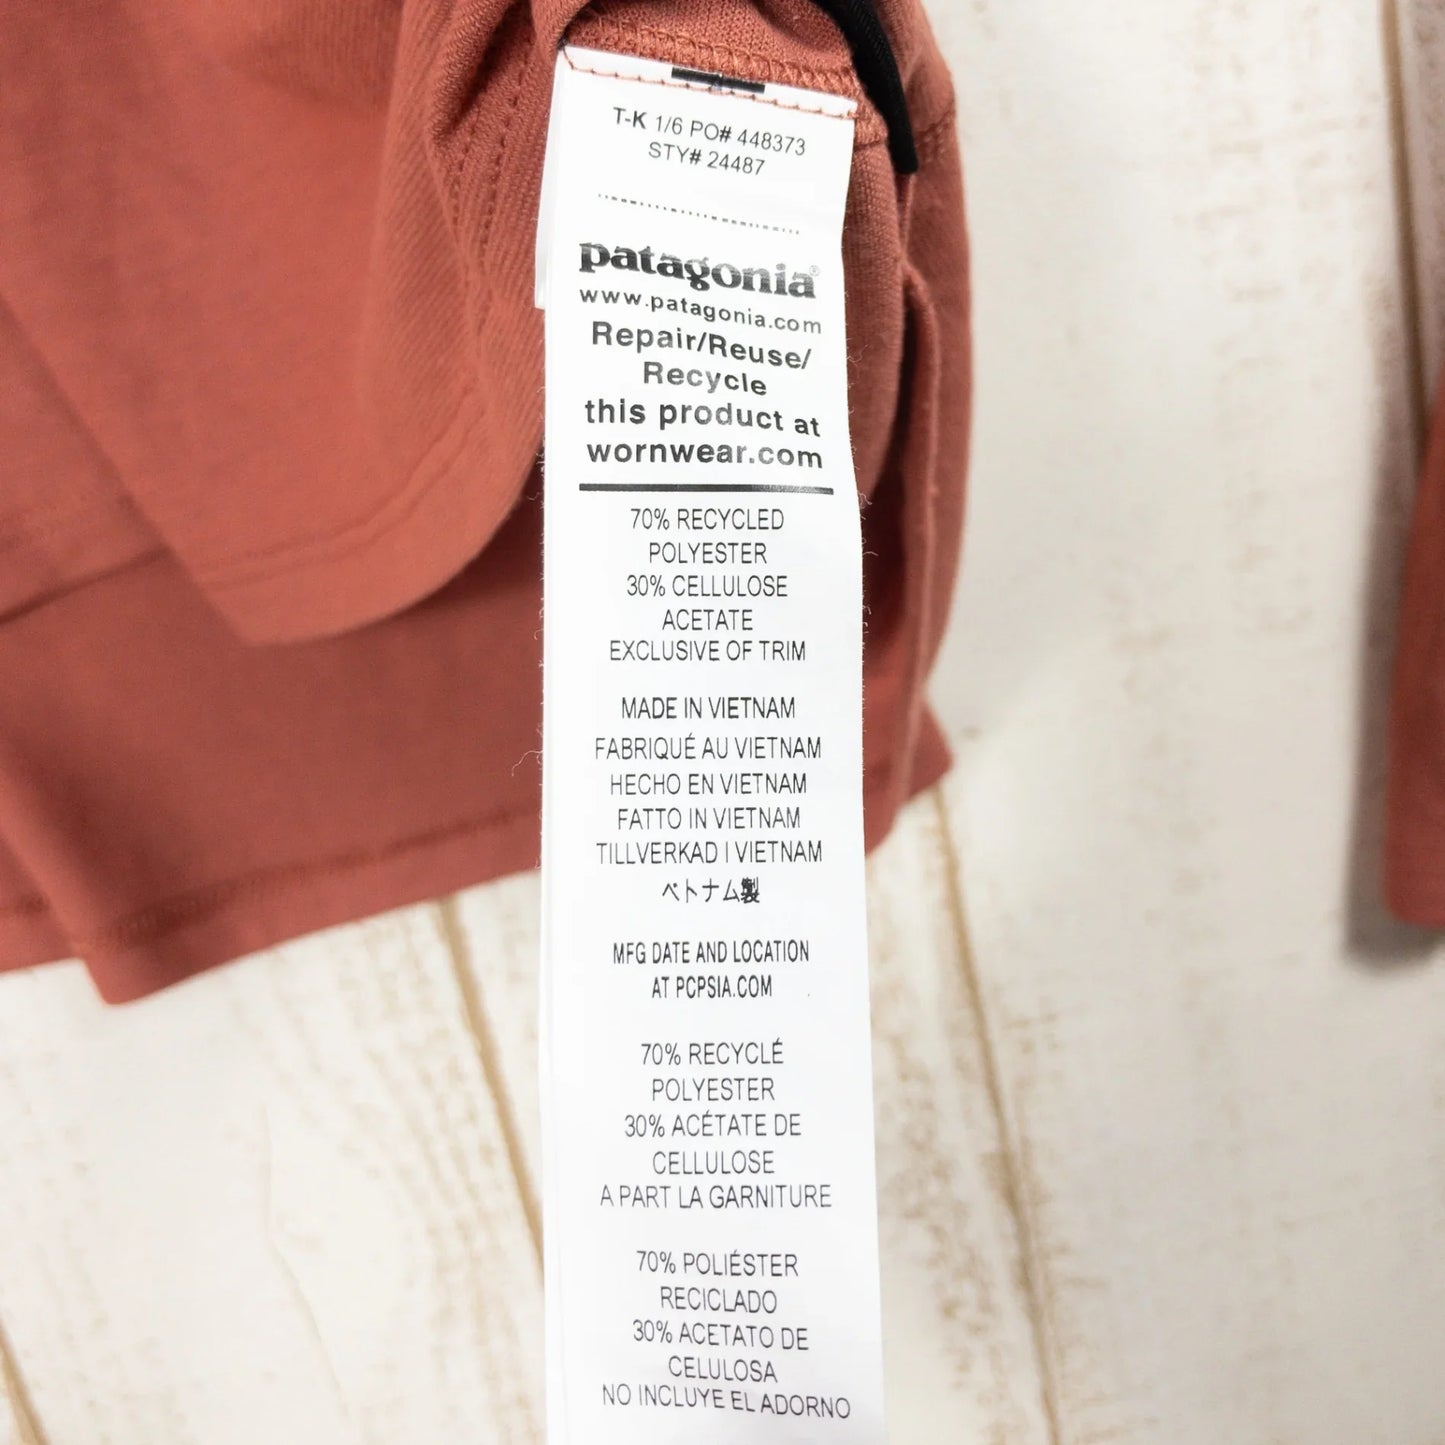 T-K 1/6 PO# 448373
STY# 24487
patagonia®
www.patagonia.com
Repair/Reuse/
Recycle
this product at
wornwear.com
70% RECYCLED
POLYESTER
30% CELLULOSE
ACETATE
EXCLUSIVE OF TRIM
MADE IN VIETNAM
FABRIQUÉ AU VIETNAM
HECHO EN VIETNAM
FATTO IN VIETNAM
TILLVERKAD I VIETNAM
ベトナム製
MFG DATE AND LOCATION
AT PCPSIA.COM
70% RECYCLÉ
POLYESTER
30% ACÉTATE DE
CELLULOSE
A PART LA GARNITURE
70% POLIÉSTER
RECICLADO
30% ACETATO DE
CELULOSA
NO INCLUYE EL ADORNO